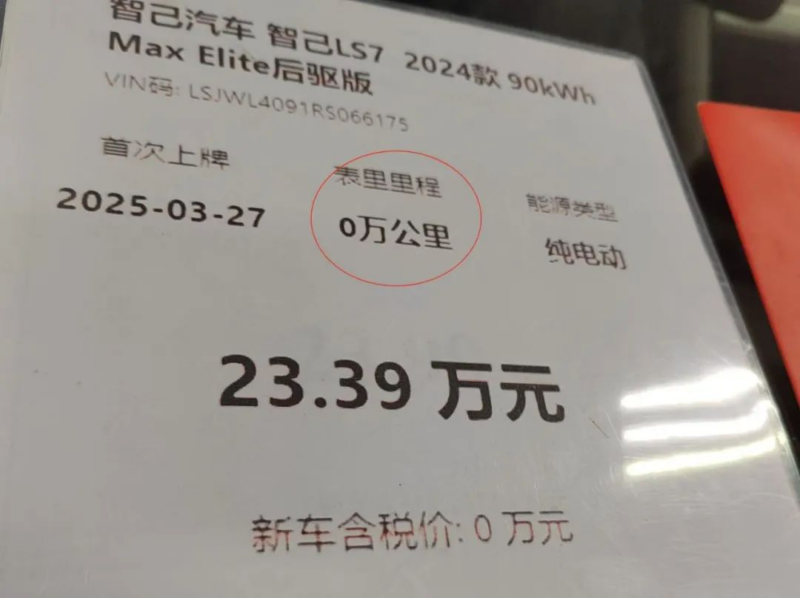 智己汽车 智己LS7 2024款 90kWh
Max Elite后驱版
VIN码: LSJWL4091RS066175
首次上牌 表里里程 能源类型
2025-03-27 0万公里 纯电动
23.39 万元
新车含税价: 0 万元